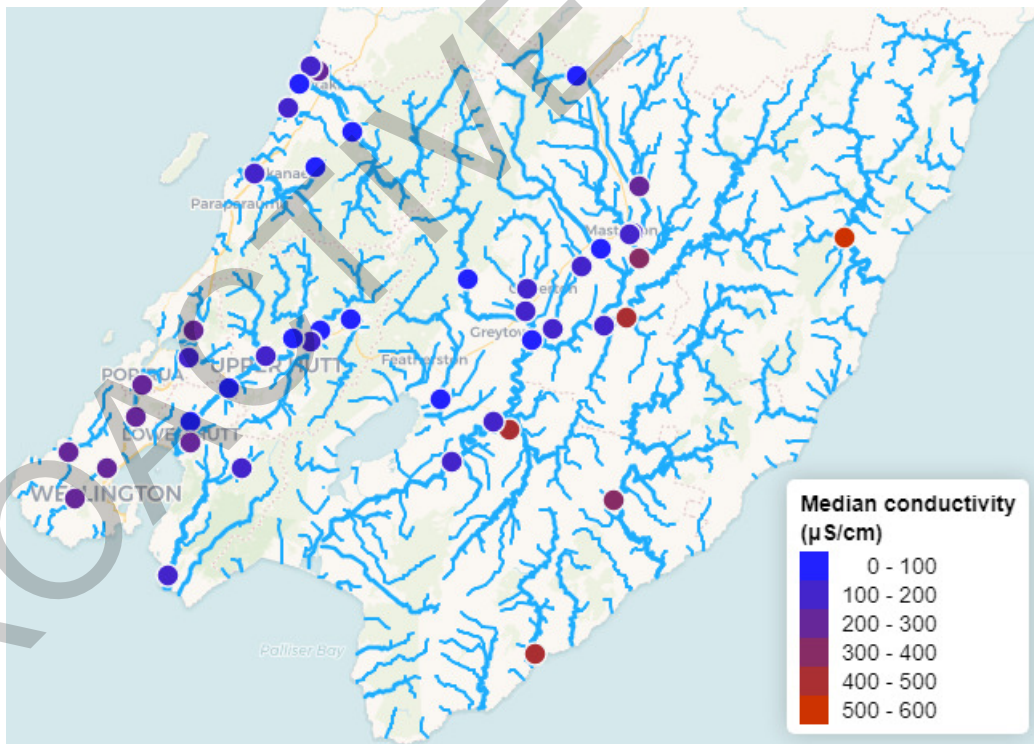 Paraparaumu
Greytown
Featherston
PORIRUA
UPPER HUTT
LOWER HUTT
WELLINGTON
Palliser Bay
Median conductivity
(µS/cm)
0 - 100
100 - 200
200 - 300
300 - 400
400 - 500
500 - 600